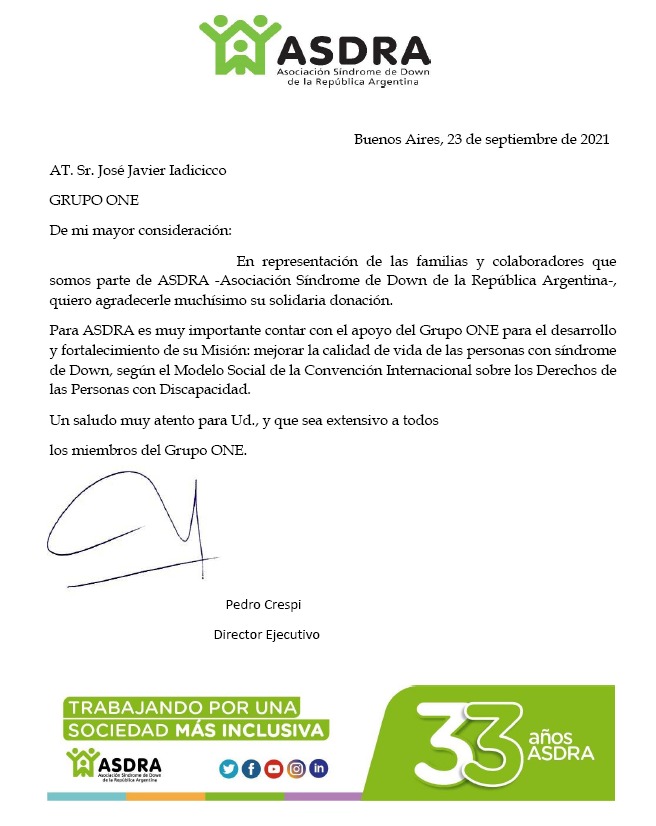 ASDRA
Asociación Síndrome de Down
de la República Argentina
Buenos Aires, 23 de septiembre de 2021
AT. Sr. José Javier Iadicicco
GRUPO ONE
De mi mayor consideración:
En representación de las familias y colaboradores que
somos parte de ASDRA -Asociación Síndrome de Down de la República Argentina-,
quiero agradecerle muchísimo su solidaria donación.
Para ASDRA es muy importante contar con el apoyo del Grupo ONE para el desarrollo
y fortalecimiento de su Misión: mejorar la calidad de vida de las personas con síndrome
de Down, según el Modelo Social de la Convención Internacional sobre los Derechos de
las Personas con Discapacidad.
Un saludo muy atento para Ud., y que sea extensivo a todos
los miembros del Grupo ONE.
Pedro Crespi
Director Ejecutivo
TRABAJANDO POR UNA
SOCIEDAD MÁS INCLUSIVA
ASDRA
Asociación Síndrome de Down
de la República Argentina
33 años
ASDRA